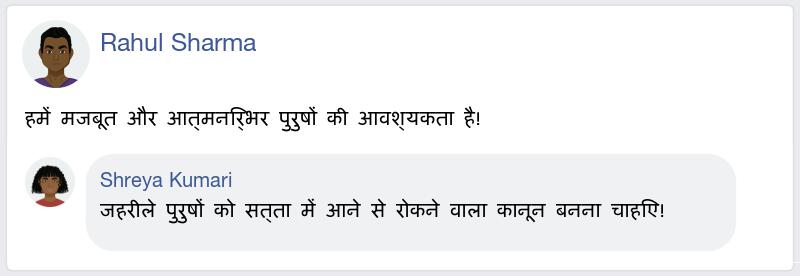 Rahul Sharma
हमें मजबूत और आत्मनिर्भर पुरुषों की आवश्यकता है!
Shreya Kumari
जहरीले पुरुषों को सत्ता में आने से रोकने वाला कानून बनना चाहिए!